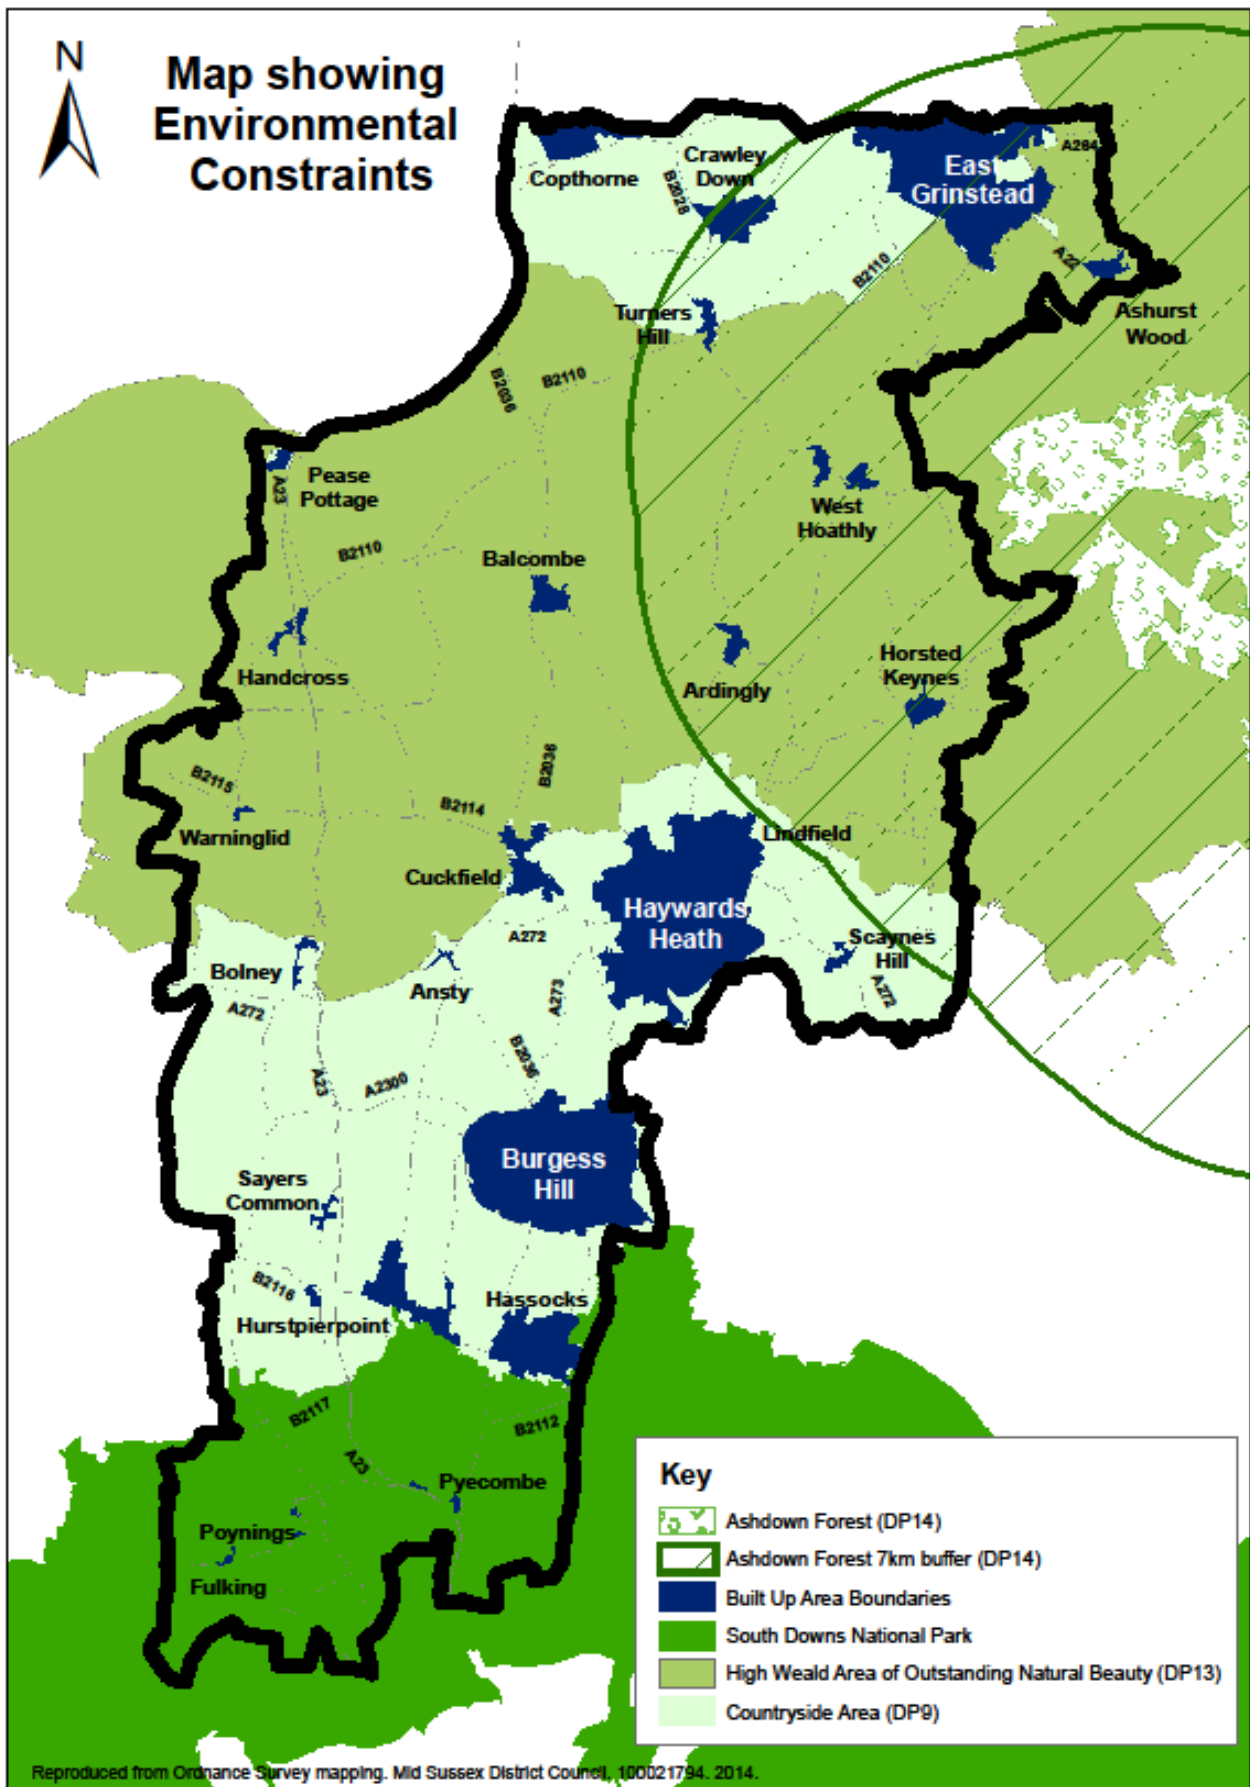 N
Map showing
Environmental
Constraints
Copthorne
Crawley
Down
B2028
East
Grinstead
A264
A22
B2110
Ashurst
Wood
Turners
Hill
B2036
B2110
Pease
Pottage
A23
B2110
West
Hoathly
Balcombe
Handcross
Ardingly
Horsted
Keynes
B2115
B2036
B2114
Warninglid
Lindfield
Cuckfield
Haywards
Heath
A272
Scaynes
Hill
Bolney
Ansty
A272
A273
A272
A23
A2300
B2036
Burgess
Hill
Sayers
Common
B2116
Hassocks
Hurstpierpoint
B2117
B2112
A23
Pyecombe
Poynings
Fulking
Key
Ashdown Forest (DP14)
Ashdown Forest 7km buffer (DP14)
Built Up Area Boundaries
South Downs National Park
High Weald Area of Outstanding Natural Beauty (DP13)
Countryside Area (DP9)
Reproduced from Ordnance Survey mapping. Mid Sussex District Council, 100021794. 2014.